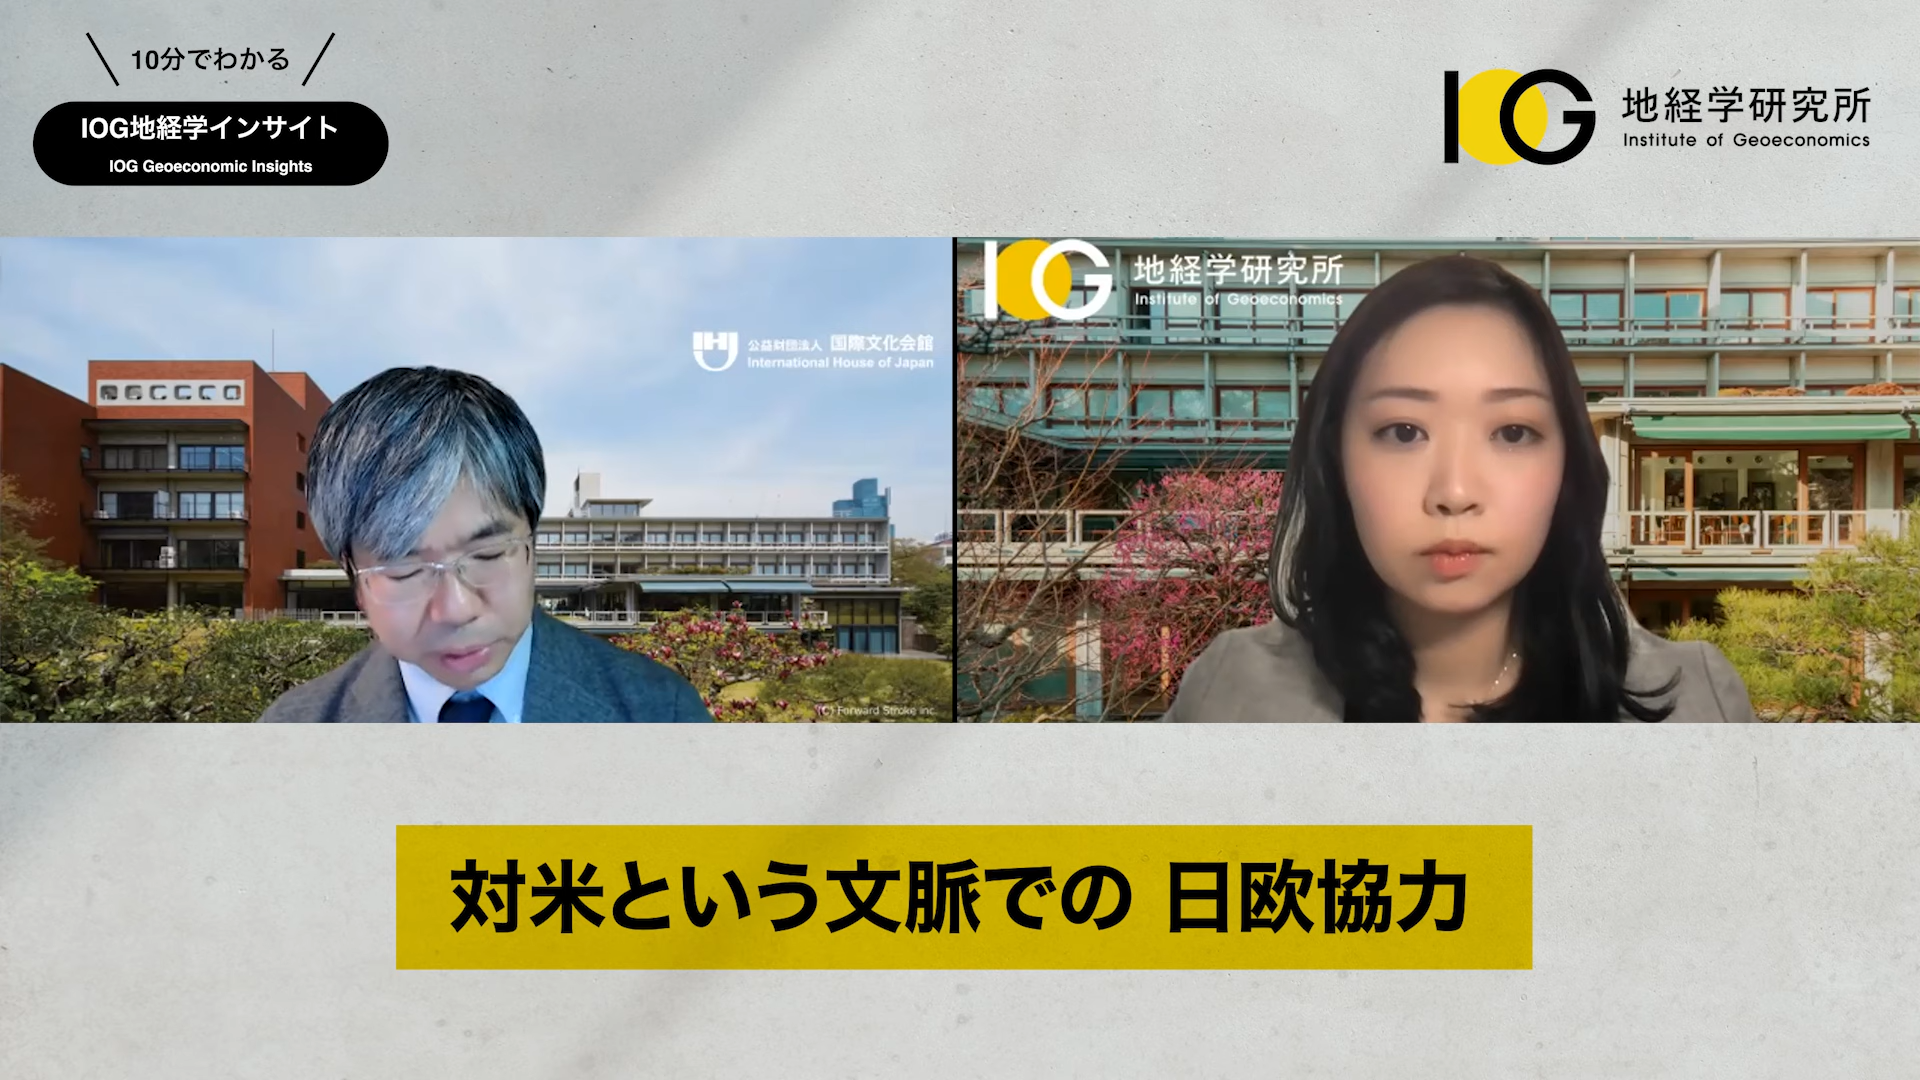 10分でわかる
IOG地経学インサイト
IOG Geoeconomic Insights
IOG 地経学研究所
Institute of Geoeconomics
IHJ 公益財団法人 国際文化会館
International House of Japan
(C) Forward Stroke inc.
IOG 地経学研究所
Institute of Geoeconomics
対米という文脈での 日欧協力